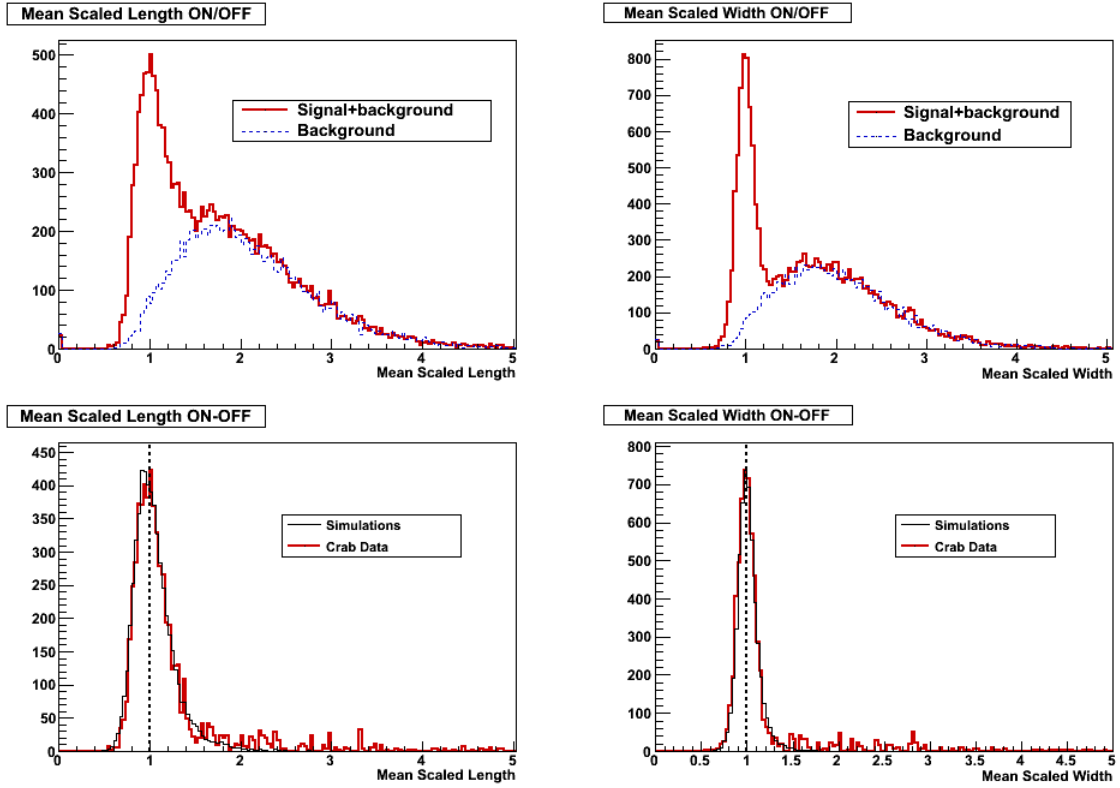 Mean Scaled Length ON/OFF
500
400
300
200
100
0
Signal+background
Background
0 1 2 3 4 5
Mean Scaled Length
Mean Scaled Width ON/OFF
800
700
600
500
400
300
200
100
0
Signal+background
Background
0 1 2 3 4 5
Mean Scaled Width
Mean Scaled Length ON-OFF
450
400
350
300
250
200
150
100
50
0
Simulations
Crab Data
0 1 2 3 4 5
Mean Scaled Length
Mean Scaled Width ON-OFF
800
700
600
500
400
300
200
100
0
Simulations
Crab Data
0 0.5 1 1.5 2 2.5 3 3.5 4 4.5 5
Mean Scaled Width